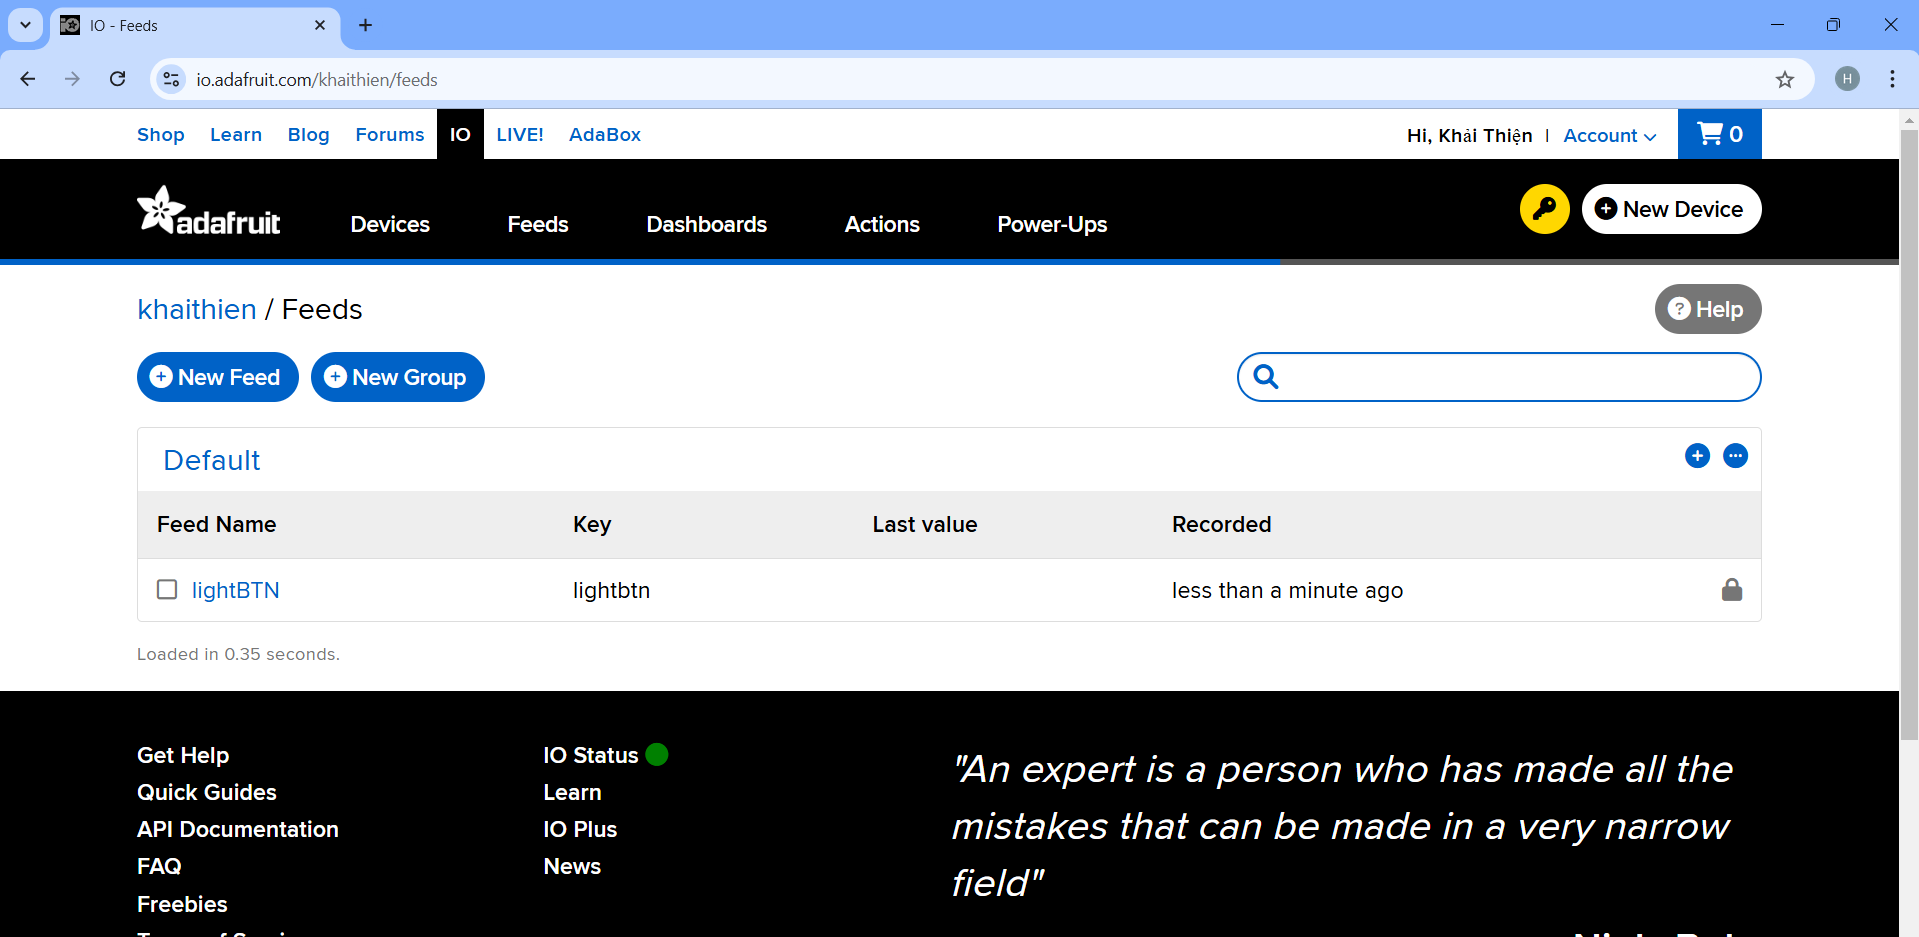 IO - Feeds
io.adafruit.com/khaithien/feeds
H
Shop Learn Blog Forums IO LIVE! AdaBox
Hi, Khải Thiện | Account 0
adafruit Devices Feeds Dashboards Actions Power-Ups New Device
khaithien / Feeds
Help
New Feed New Group
Default
Feed Name Key Last value Recorded
lightBTN lightbtn less than a minute ago
Loaded in 0.35 seconds.
Get Help
Quick Guides
API Documentation
FAQ
Freebies
IO Status
Learn
IO Plus
News
"An expert is a person who has made all the
mistakes that can be made in a very narrow
field"